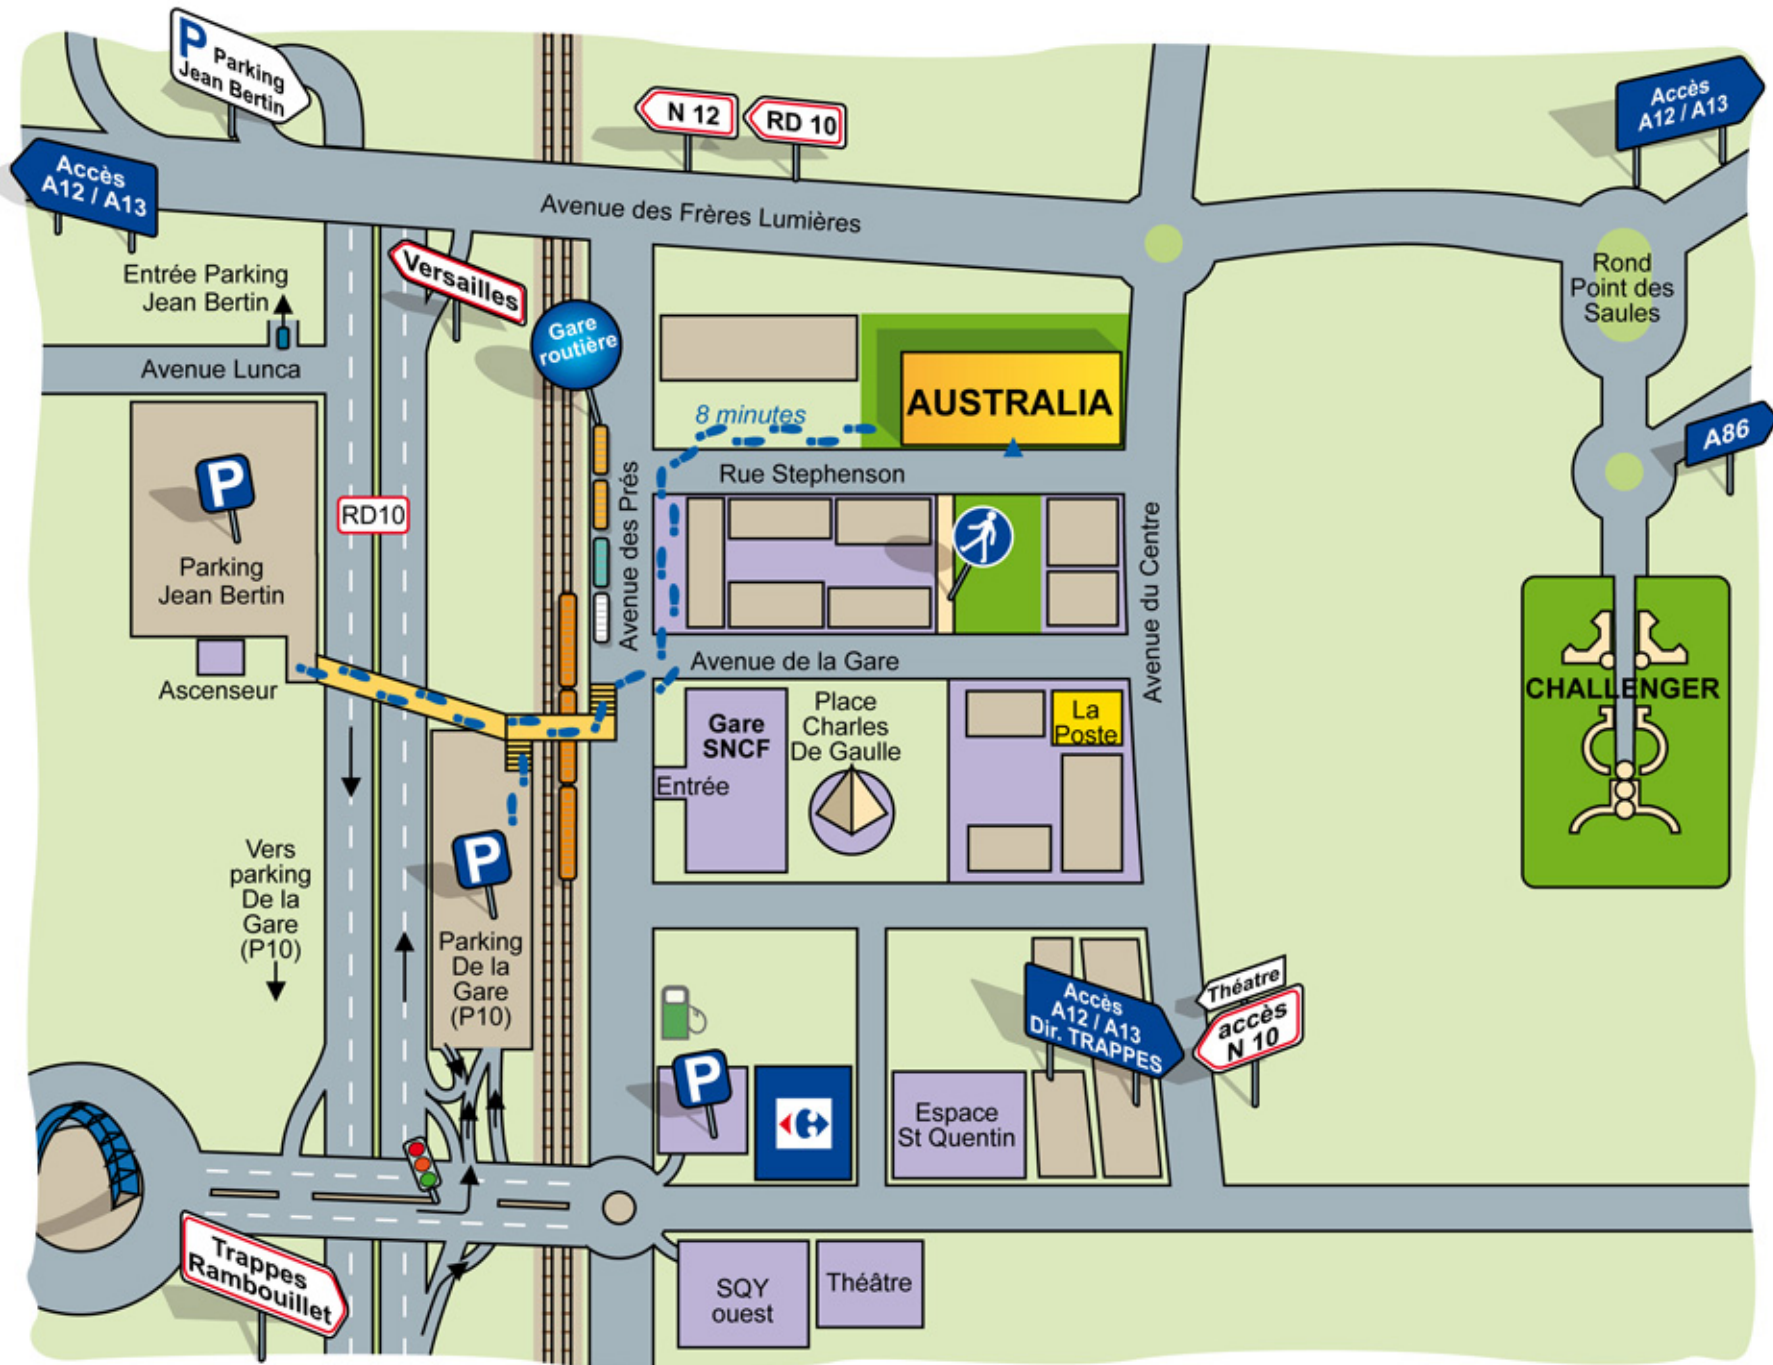 P Parking
Jean Bertin
N 12
RD 10
Accès
A12 / A13
Accès
A12 / A13
Avenue des Frères Lumières
Versailles
Entrée Parking
Jean Bertin
Rond
Point des
Saules
Gare
routière
Avenue Lunca
AUSTRALIA
8 minutes
A86
Rue Stephenson
P
RD10
Avenue des Prés
Avenue du Centre
Parking
Jean Bertin
Avenue de la Gare
Ascenseur
CHALLENGER
Gare
SNCF
Place
Charles
De Gaulle
La
Poste
Entrée
Vers
parking
De la
Gare
(P10)
P
Parking
De la
Gare
(P10)
Théatre
accès
N 10
Accès
A12 / A13
Dir. TRAPPES
P
Espace
St Quentin
Trappes
Rambouillet
SQY
ouest
Théâtre